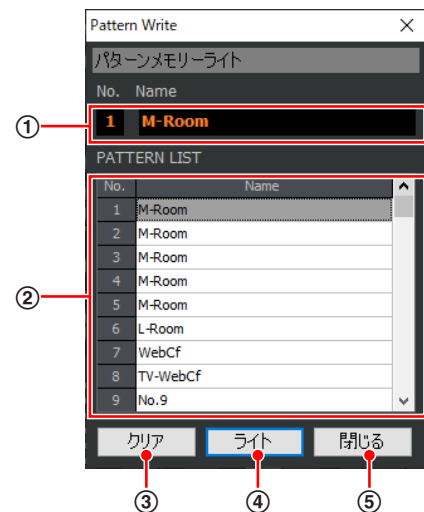 Pattern Write
パターンメモリーライト
No. Name
① 1 M-Room
PATTERN LIST
No. Name
1 M-Room
2 M-Room
3 M-Room
4 M-Room
② 5 M-Room
6 L-Room
7 WebCf
8 TV-WebCf
9 No.9
クリア ライト 閉じる
③ ④ ⑤